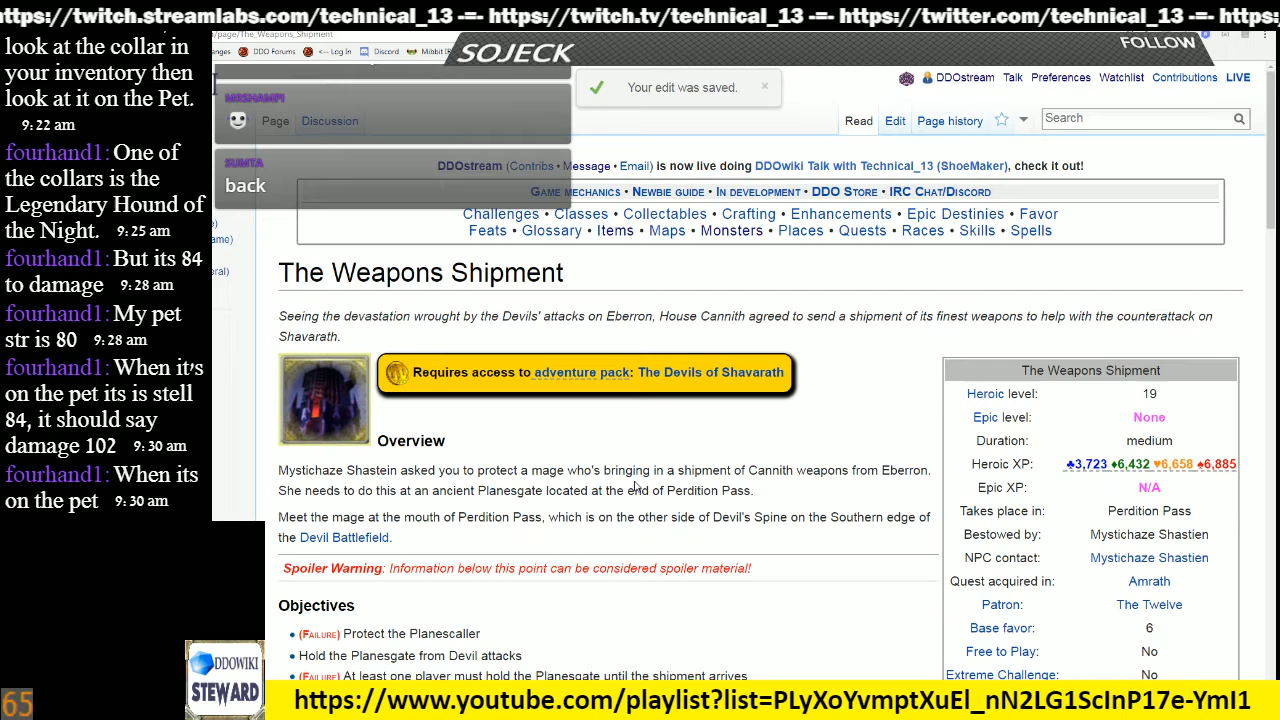 https://twitch.streamlabs.com/technical_13 -=- https://twitch.tv/technical_13 -=- https://twitter.com/technical_13 -=- https:
look at the collar in
your inventory then
look at it on the Pet.
9:22 am
fourhand1: One of
the collars is the
Legendary Hound of
the Night. 9:25 am
fourhand1: But its 84
to damage 9:28 am
fourhand1: My pet
str is 80 9:28 am
fourhand1: When it's
on the pet its is stell
84, it should say
damage 102 9:30 am
fourhand1: When its
on the pet 9:30 am
65
page/The_Weapons_Shipment
anges DDO Forums <-- Log In Discord Mibbit
SOJECK
FOLLOW
MRSHAMPI
SUMTA
back
Your edit was saved. ×
DDOstream Talk Preferences Watchlist Contributions LIVE
Page Discussion
Read Edit Page history
Search
DDOstream (Contribs • Message • Email) is now live doing DDOwiki Talk with Technical_13 (ShoeMaker), check it out!
Game mechanics • Newbie guide • In development • DDO Store • IRC Chat/Discord
Challenges • Classes • Collectables • Crafting • Enhancements • Epic Destinies • Favor
Feats • Glossary • Items • Maps • Monsters • Places • Quests • Races • Skills • Spells
The Weapons Shipment
Seeing the devastation wrought by the Devils' attacks on Eberron, House Cannith agreed to send a shipment of its finest weapons to help with the counterattack on
Shavarath.
Requires access to adventure pack: The Devils of Shavarath
Overview
Mystichaze Shastein asked you to protect a mage who's bringing in a shipment of Cannith weapons from Eberron.
She needs to do this at an ancient Planesgate located at the end of Perdition Pass.
Meet the mage at the mouth of Perdition Pass, which is on the other side of Devil's Spine on the Southern edge of
the Devil Battlefield.
Spoiler Warning: Information below this point can be considered spoiler material!
Objectives
• (Failure) Protect the Planescaller
• Hold the Planesgate from Devil attacks
• (Failure) At least one player must hold the Planesgate until the shipment arrives
The Weapons Shipment
Heroic level: 19
Epic level: None
Duration: medium
Heroic XP: ♣3,723 ♦6,432 ♥6,658 ♠6,885
Epic XP: N/A
Takes place in: Perdition Pass
Bestowed by: Mystichaze Shastien
NPC contact: Mystichaze Shastien
Quest acquired in: Amrath
Patron: The Twelve
Base favor: 6
Free to Play: No
Extreme Challenge: No
DDOWIKI
STEWARD
https://www.youtube.com/playlist?list=PLyXoYvmptXuEl_nN2LG1ScInP17e-YmI1